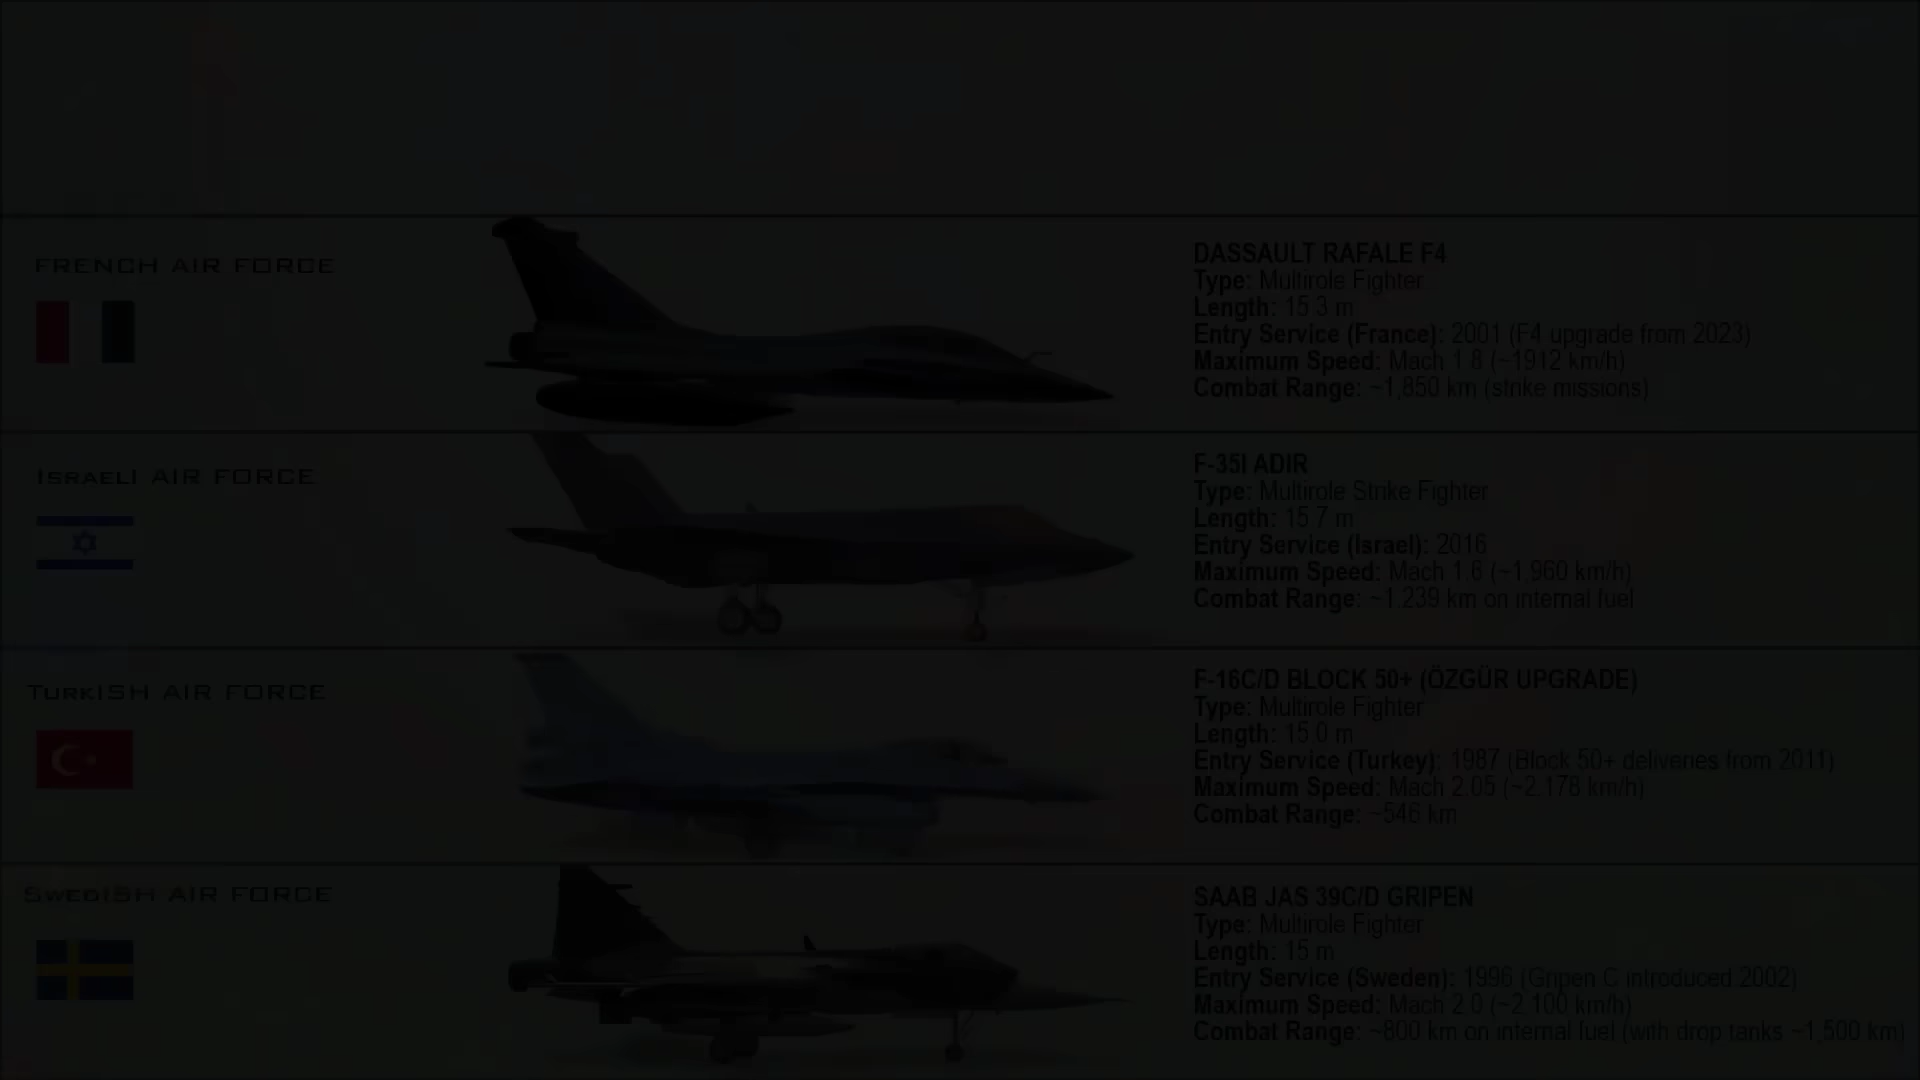 FRENCH AIR FORCE
DASSAULT RAFALE F4
Type: Multirole Fighter
Length: 15.3 m
Entry Service (France): 2001 (F4 upgrade from 2023)
Maximum Speed: Mach 1.8 (~1912 km/h)
Combat Range: ~1,850 km (strike missions)
IsraelI AIR FORCE
F-35I ADIR
Type: Multirole Strike Fighter
Length: 15.7 m
Entry Service (Israel): 2016
Maximum Speed: Mach 1.6 (~1,960 km/h)
Combat Range: ~1,239 km on internal fuel
TurkISH AIR FORCE
F-16C/D BLOCK 50+ (ÖZGÜR UPGRADE)
Type: Multirole Fighter
Length: 15.0 m
Entry Service (Turkey): 1987 (Block 50+ deliveries from 2011)
Maximum Speed: Mach 2.05 (~2,178 km/h)
Combat Range: ~546 km
SwedISH AIR FORCE
SAAB JAS 39C/D GRIPEN
Type: Multirole Fighter
Length: 15 m
Entry Service (Sweden): 1996 (Gripen C introduced 2002)
Maximum Speed: Mach 2.0 (~2,100 km/h)
Combat Range: ~800 km on internal fuel (with drop tanks ~1,500 km)